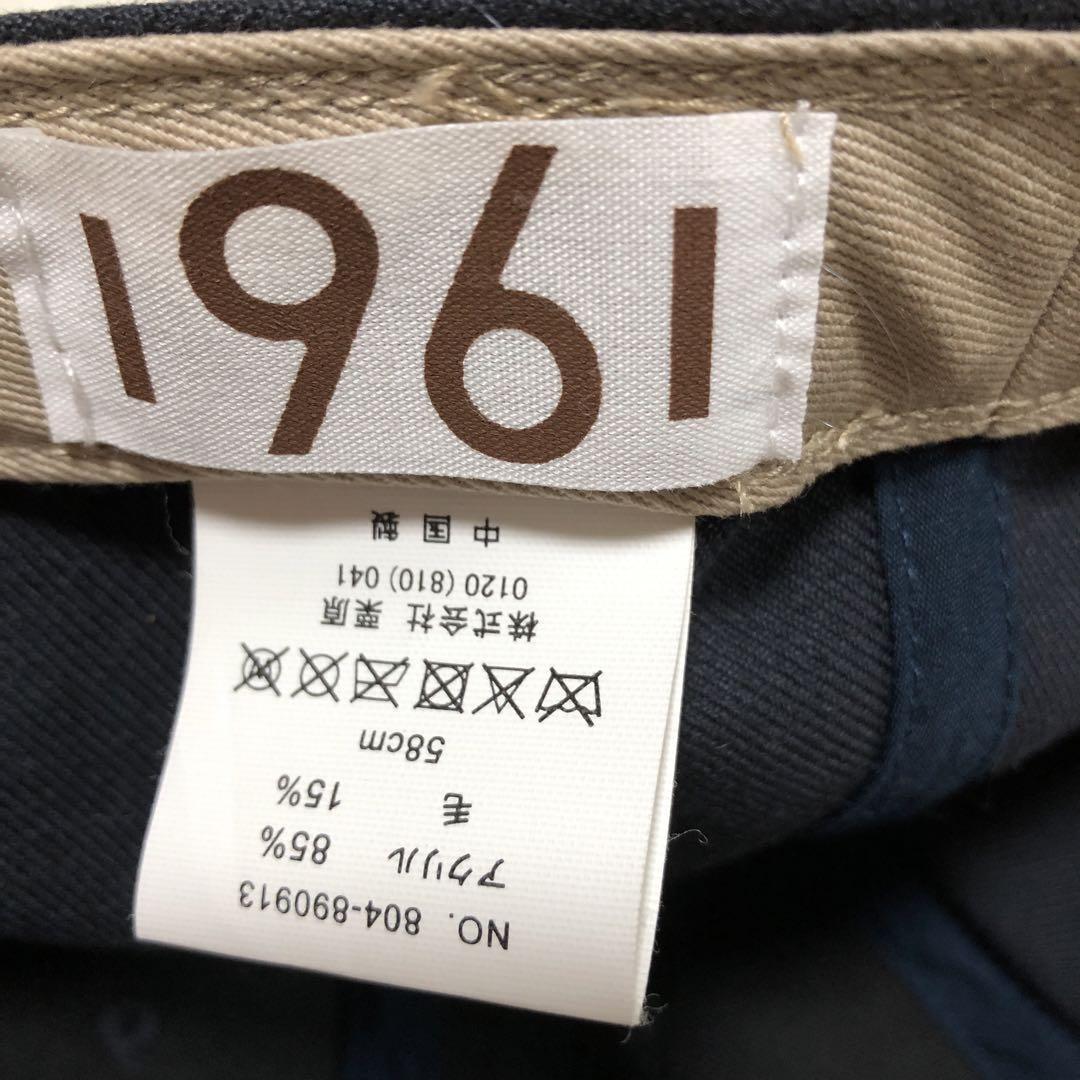 1961
NO. 804-890913
アクリル 85%
毛 15%
58cm
株式会社 栗原
0120 (810) 041
中国製